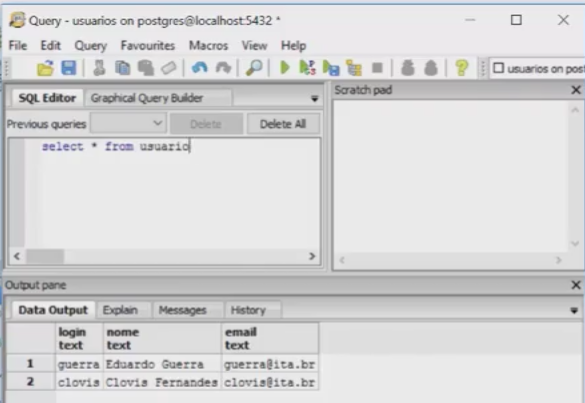 Query - usuarios on postgres@localhost:5432 *
File Edit Query Favourites Macros View Help
usuarios on post
SQL Editor Graphical Query Builder
Scratch pad
Previous queries Delete Delete All
select * from usuario
Output pane
Data Output Explain Messages History
login nome email
text text text
1 guerra Eduardo Guerra guerra@ita.br
2 clovis Clovis Fernandes clovis@ita.br